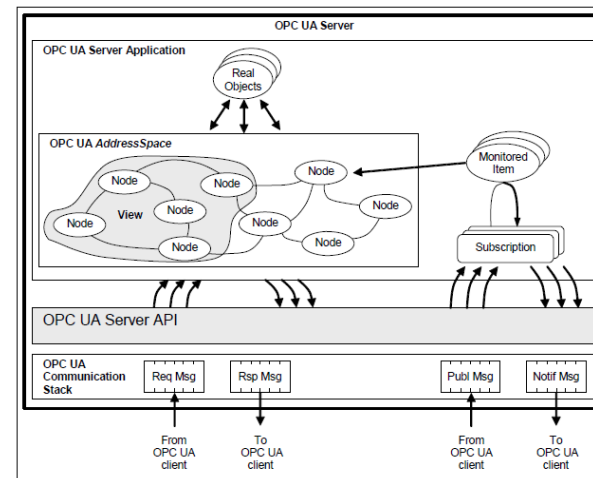 OPC UA Server
OPC UA Server Application
Real
Objects
OPC UA AddressSpace
Monitored
Item
Node
Node
Node
View
Node
Node
Node
Node
Node
Node
Subscription
OPC UA Server API
OPC UA
Communication
Stack
Req Msg
Rsp Msg
Publ Msg
Notif Msg
From
OPC UA
client
To
OPC UA
client
From
OPC UA
client
To
OPC UA
client